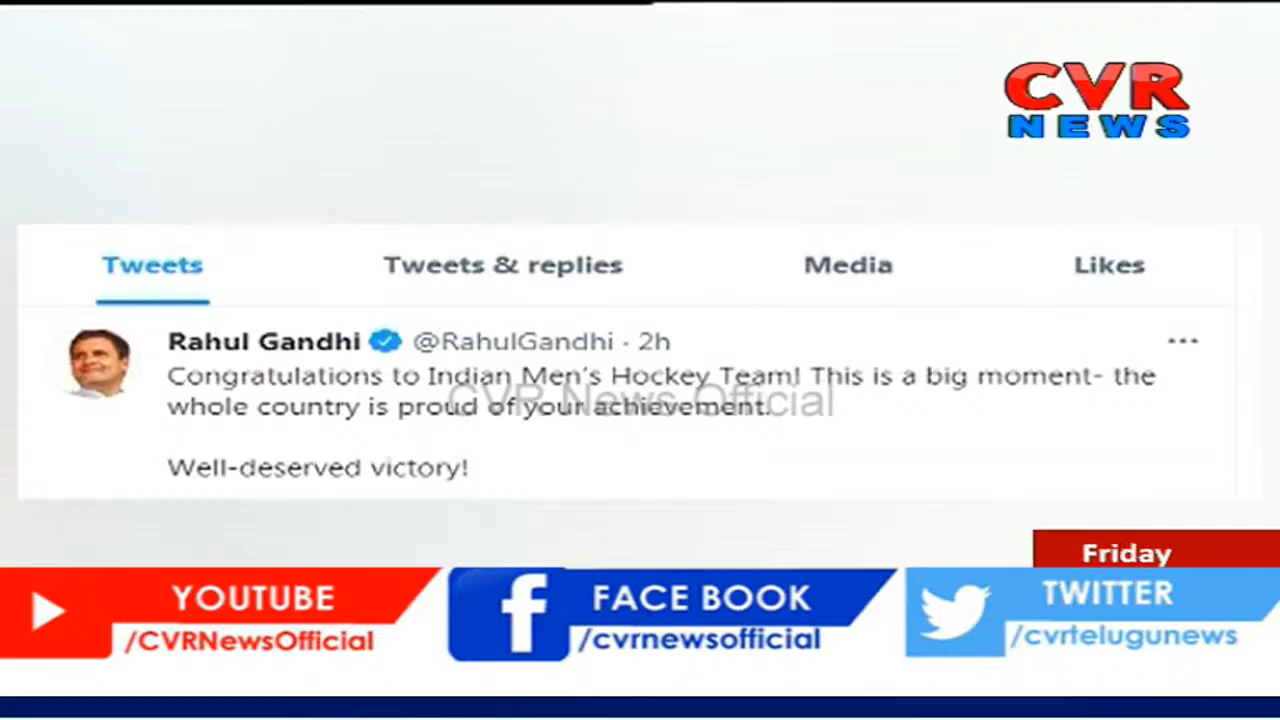 CVR
NEWS
Tweets Tweets & replies Media Likes
Rahul Gandhi @RahulGandhi · 2h
Congratulations to Indian Men's Hockey Team! This is a big moment- the
whole country is proud of your achievement.
CVR News Official
Well-deserved victory!
Friday
YOUTUBE
/CVRNewsOfficial
FACE BOOK
/cvrnewsofficial
TWITTER
/cvrtelugunews